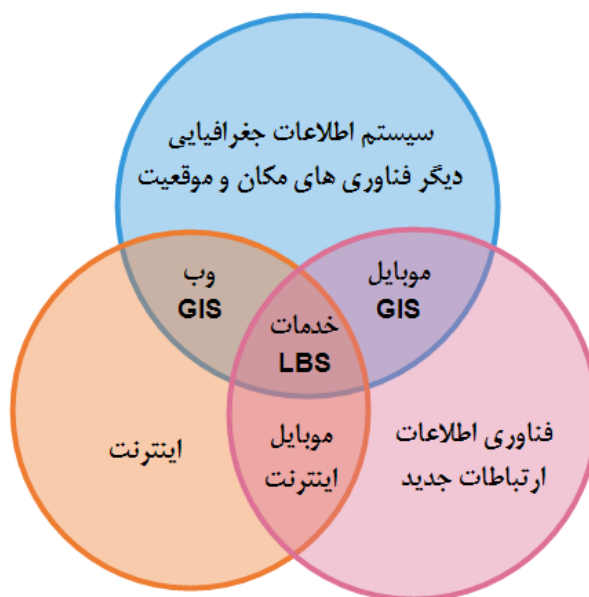 سیستم اطلاعات جغرافیایی
دیگر فناوری های مکان و موقعیت
موبایل
GIS
وب
GIS
خدمات
LBS
فناوری اطلاعات
ارتباطات جدید
موبایل
اینترنت
اینترنت